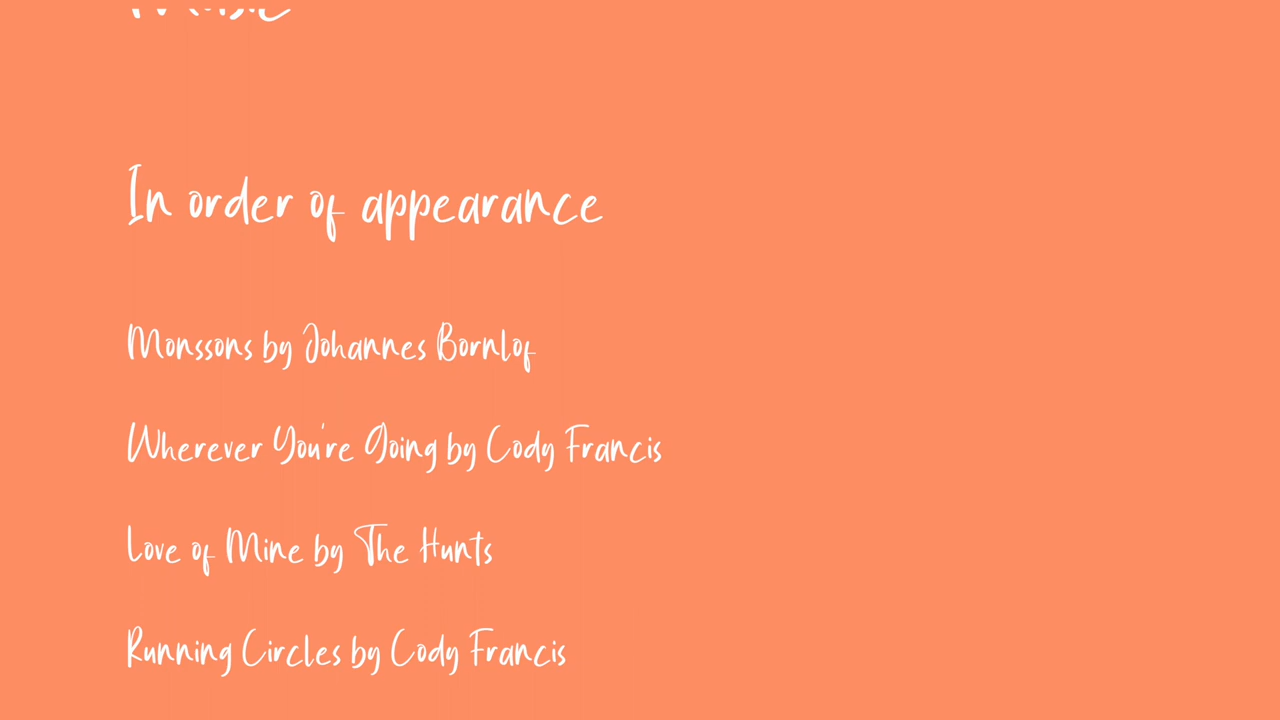 Music
In order of appearance
Monssons by Johannes Bornlof
Wherever You're Going by Cody Francis
Love of Mine by The Hunts
Running Circles by Cody Francis